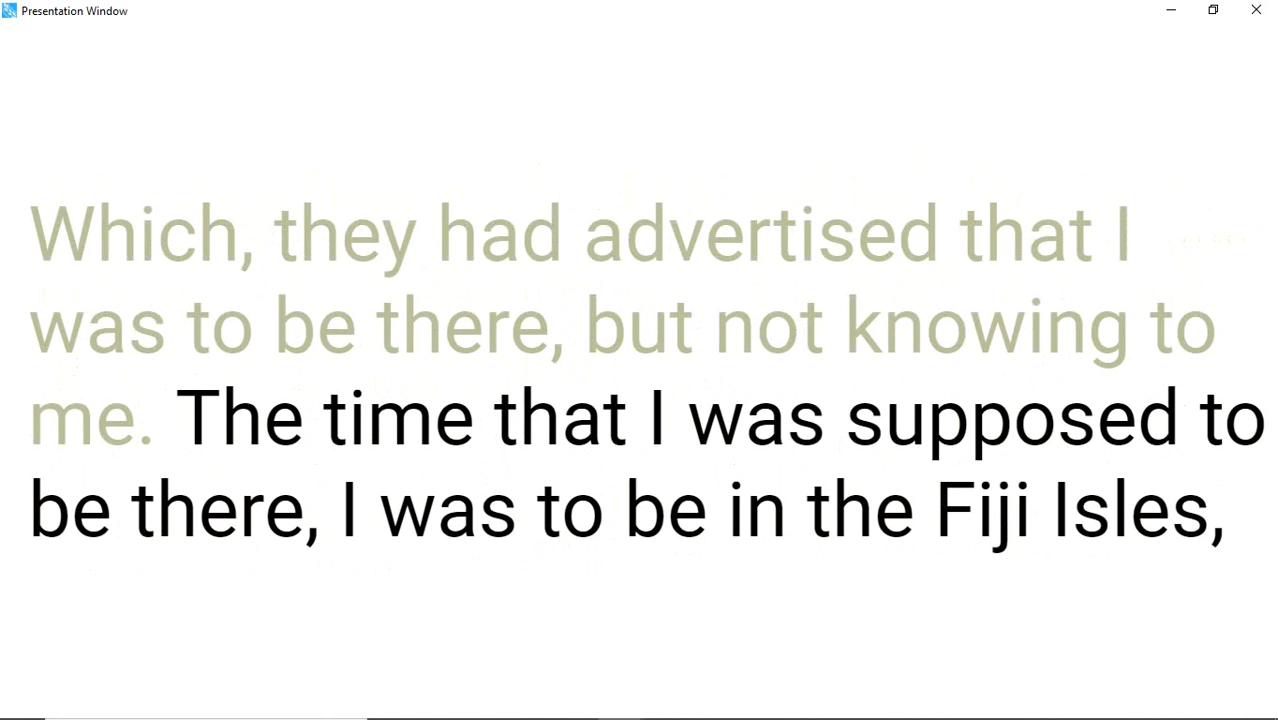 Presentation Window
Which, they had advertised that I
was to be there, but not knowing to
me. The time that I was supposed to
be there, I was to be in the Fiji Isles,